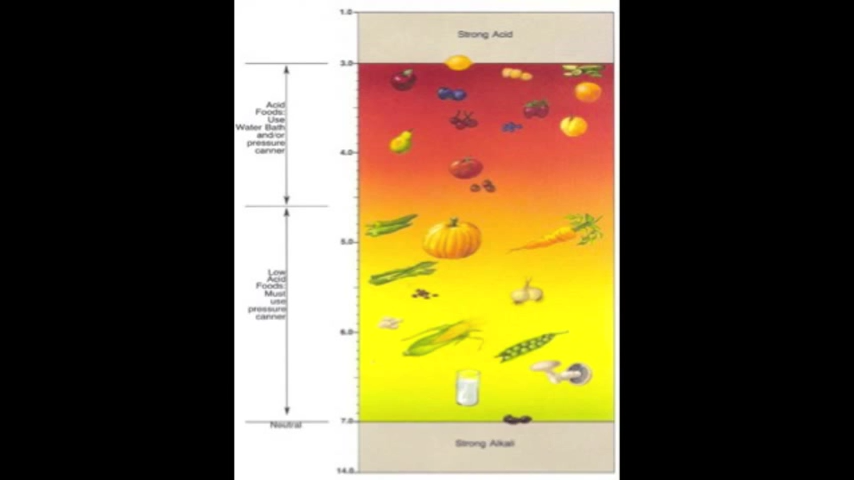 1.0
Strong Acid
3.0
Acid
Foods:
Use
Water Bath
and/or
pressure
canner
4.0
Low
Acid
Foods:
Must
use
pressure
canner
5.0
6.0
7.0
Neutral
Strong Alkali
14.0